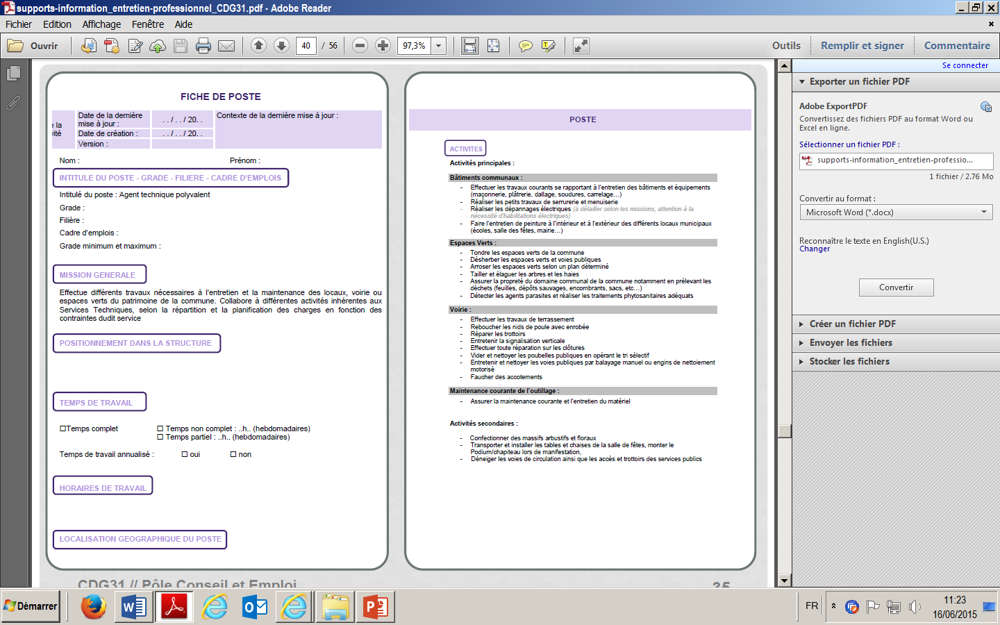 supports-information_entretien-professionnel_CDG31.pdf - Adobe Reader
Fichier Edition Affichage Fenêtre Aide
Ouvrir 40 / 56 97,3% Outils Remplir et signer Commentaire
FICHE DE POSTE
Date de la dernière
mise à jour :
. . / . . / 20. .
Contexte de la dernière mise à jour :
Date de création :
. . / . . / 20. .
Version :
Nom : Prénom :
INTITULE DU POSTE - GRADE - FILIERE - CADRE D'EMPLOIS
Intitulé du poste : Agent technique polyvalent
Grade :
Filière :
Cadre d'emplois :
Grade minimum et maximum :
MISSION GENERALE
Effectue différents travaux nécessaires à l'entretien et la maintenance des locaux, voirie ou
espaces verts du patrimoine de la commune. Collabore à différentes activités inhérentes aux
Services Techniques, selon la répartition et la planification des charges en fonction des
contraintes dudit service
POSITIONNEMENT DANS LA STRUCTURE
TEMPS DE TRAVAIL
☐Temps complet ☐ Temps non complet : ..h.. (hebdomadaires)
☐ Temps partiel : ..h.. (hebdomadaires)
Temps de travail annualisé : ☐ oui ☐ non
HORAIRES DE TRAVAIL
LOCALISATION GEOGRAPHIQUE DU POSTE
POSTE
ACTIVITES
Activités principales :
Bâtiments communaux :
- Effectuer les travaux courants se rapportant à l'entretien des bâtiments et équipements
(maçonnerie, plâtrerie, dallage, soudures, carrelage…)
- Réaliser les petits travaux de serrurerie et menuiserie
- Réaliser les dépannages électriques (à détailler selon les missions, attention à la
nécessité d'habilitations électriques)
- Faire l'entretien de peinture à l'intérieur et à l'extérieur des différents locaux municipaux
(écoles, salle des fêtes, mairie…)
Espaces Verts :
- Tondre les espaces verts de la commune
- Désherber les espaces verts et voies publiques
- Arroser les espaces verts selon un plan déterminé
- Tailler et élaguer les arbres et les haies
- Assurer la propreté du domaine communal de la commune notamment en prélevant les
déchets (feuilles, dépôts sauvages, encombrants, sacs, etc…)
- Détecter les agents parasites et réaliser les traitements phytosanitaires adéquats
Voirie :
- Effectuer les travaux de terrassement
- Reboucher les nids de poule avec enrobée
- Réparer les trottoirs
- Entretenir la signalisation verticale
- Effectuer toute réparation sur les clôtures
- Vider et nettoyer les poubelles publiques en opérant le tri sélectif
- Entretenir et nettoyer les voies publiques par balayage manuel ou engins de nettoiement
motorisé
- Faucher des accotements
Maintenance courante de l'outillage :
- Assurer la maintenance courante et l'entretien du matériel
Activités secondaires :
- Confectionner des massifs arbustifs et floraux
- Transporter et installer les tables et chaises de la salle de fêtes, monter le
Podium/chapiteau lors de manifestation,
- Déneiger les voies de circulation ainsi que les accès et trottoirs des services publics
CDG31 // Pôle Conseil et Emploi 35
Se connecter
Exporter un fichier PDF
Adobe ExportPDF
Convertissez des fichiers PDF au format Word ou
Excel en ligne.
Sélectionner un fichier PDF :
supports-information_entretien-professio...
1 fichier / 2.76 Mo
Convertir au format :
Microsoft Word (*.docx)
Reconnaître le texte en English(U.S.)
Changer
Convertir
Créer un fichier PDF
Envoyer les fichiers
Stocker les fichiers
Démarrer FR 11:23
16/06/2015